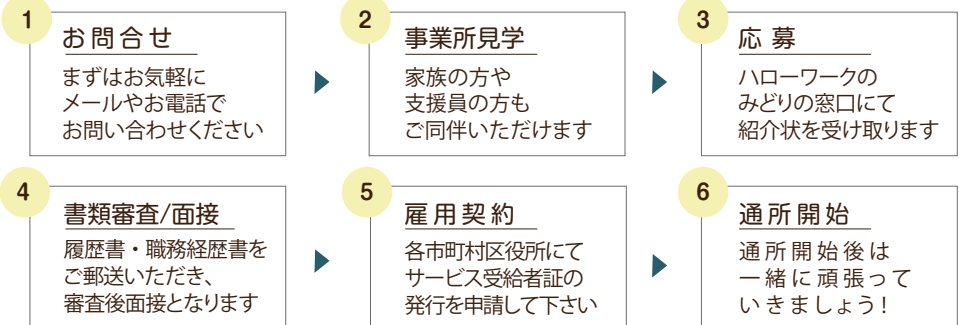 1
お問合せ
まずはお気軽に
メールやお電話で
お問い合わせください
2
事業所見学
家族の方や
支援員の方も
ご同伴いただけます
3
応募
ハローワークの
みどりの窓口にて
紹介状を受け取ります
4
書類審査/面接
履歴書・職務経歴書を
ご郵送いただき、
審査後面接となります
5
雇用契約
各市町村区役所にて
サービス受給者証の
発行を申請して下さい
6
通所開始
通所開始後は
一緒に頑張って
いきましょう!